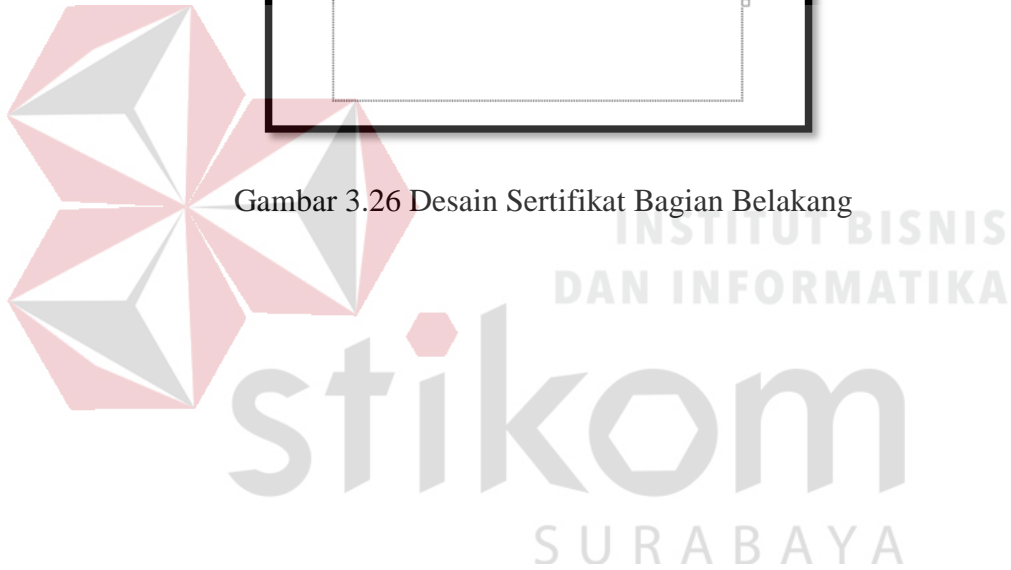 Gambar 3.26 Desain Sertifikat Bagian Belakang
INSTITUT BISNIS
DAN INFORMATIKA
stikom
SURABAYA